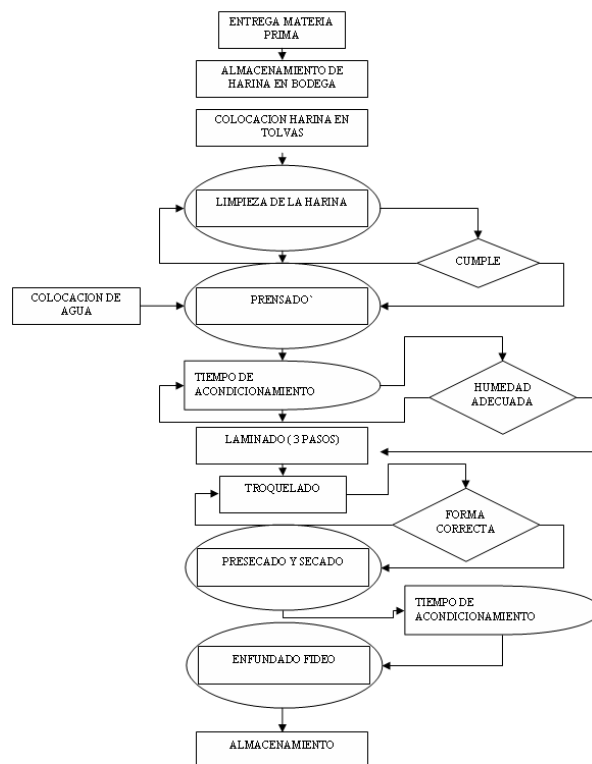 ENTREGA MATERIA
PRIMA
ALMACENAMIENTO DE
HARINA EN BODEGA
COLOCACION HARINA EN
TOLVAS
LIMPIEZA DE LA HARINA
CUMPLE
COLOCACION DE
AGUA
PRENSADO`
TIEMPO DE
ACONDICIONAMIENTO
HUMEDAD
ADECUADA
LAMINADO ( 3 PASOS)
TROQUELADO
FORMA
CORRECTA
PRESECADO Y SECADO
TIEMPO DE
ACONDICIONAMIENTO
ENFUNDADO FIDEO
ALMACENAMIENTO